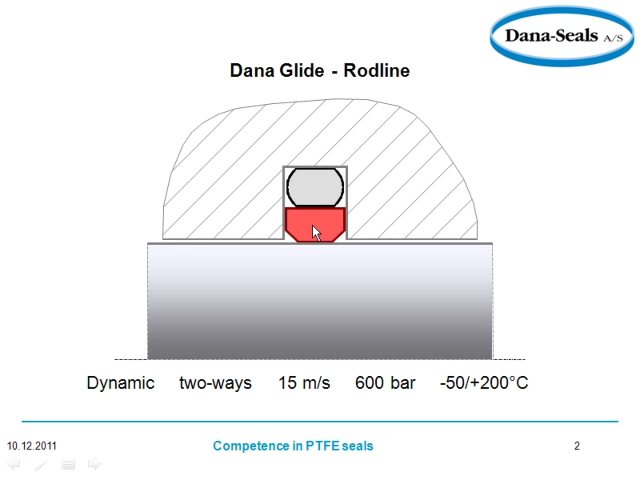 Dana-Seals A/S
Dana Glide - Rodline
Dynamic two-ways 15 m/s 600 bar -50/+200°C
10.12.2011 Competence in PTFE seals 2